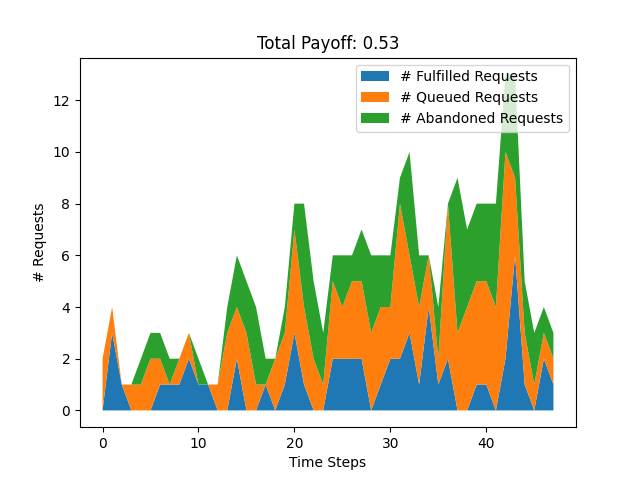 Total Payoff: 0.53
# Fulfilled Requests
# Queued Requests
# Abandoned Requests
12
10
8
6
4
2
0
# Requests
0 10 20 30 40
Time Steps